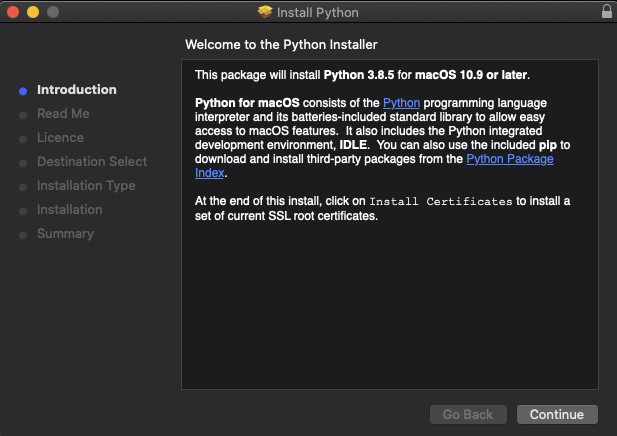 Install Python
Welcome to the Python Installer
Introduction
Read Me
Licence
Destination Select
Installation Type
Installation
Summary
This package will install Python 3.8.5 for macOS 10.9 or later.
Python for macOS consists of the Python programming language
interpreter and its batteries-included standard library to allow easy
access to macOS features. It also includes the Python integrated
development environment, IDLE. You can also use the included pip to
download and install third-party packages from the Python Package
Index.
At the end of this install, click on Install Certificates to install a
set of current SSL root certificates.
Go Back
Continue